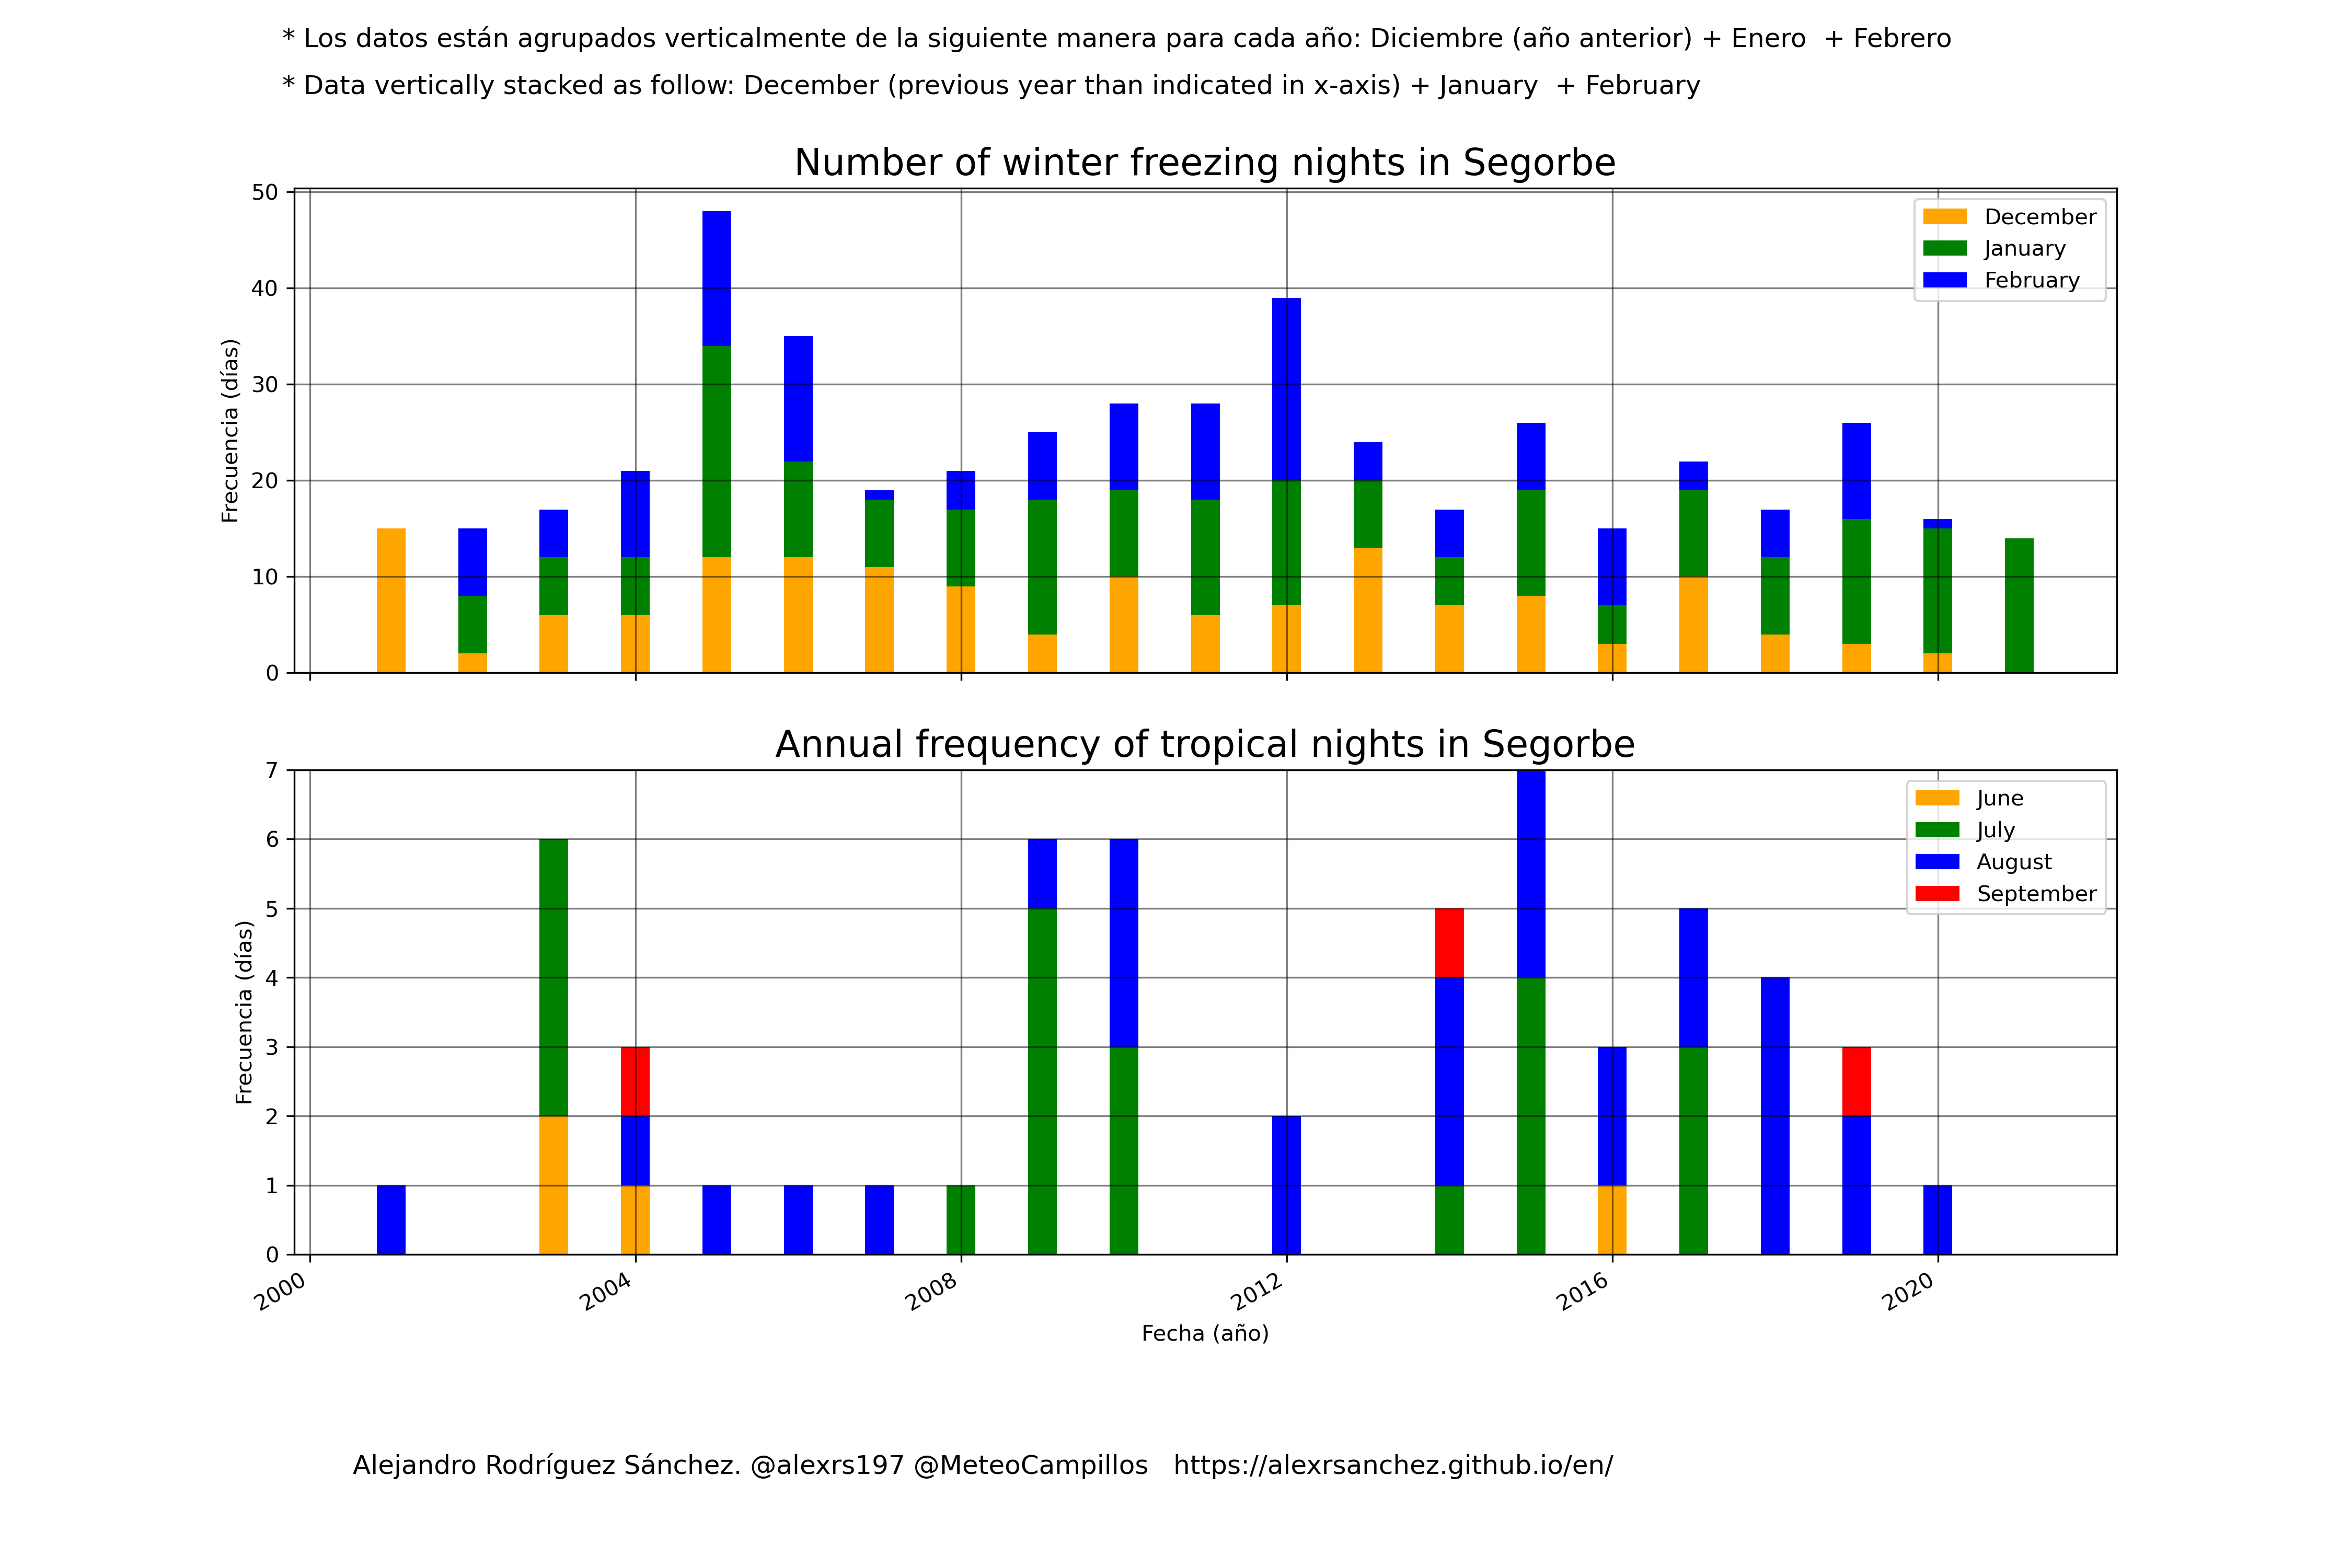 * Los datos están agrupados verticalmente de la siguiente manera para cada año: Diciembre (año anterior) + Enero  + Febrero
* Data vertically stacked as follow: December (previous year than indicated in x-axis) + January  + February
Number of winter freezing nights in Segorbe
50
40
30
20
10
0
Frecuencia (días)
December
January
February
Annual frequency of tropical nights in Segorbe
7
6
5
4
3
2
1
0
Frecuencia (días)
June
July
August
September
2000
2004
2008
2012
2016
2020
Fecha (año)
Alejandro Rodríguez Sánchez. @alexrs197 @MeteoCampillos   https://alexrsanchez.github.io/en/